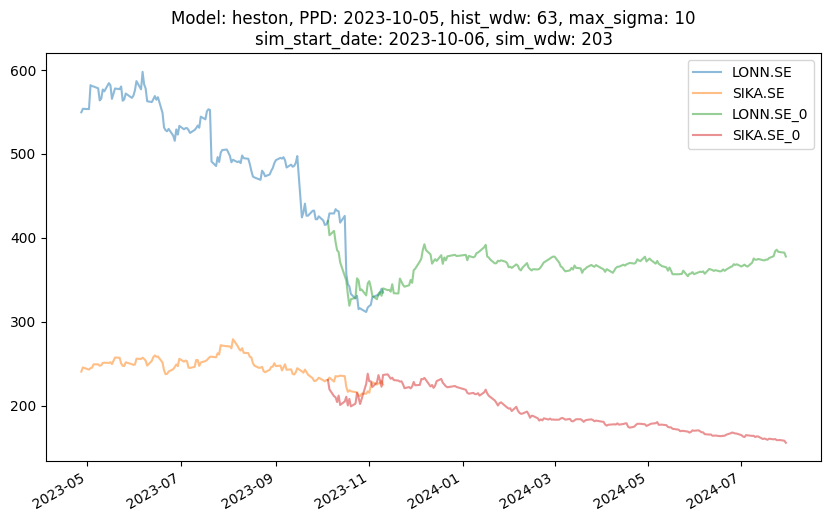 Model: heston, PPD: 2023-10-05, hist_wdw: 63, max_sigma: 10
sim_start_date: 2023-10-06, sim_wdw: 203
LONN.SE
SIKA.SE
LONN.SE_0
SIKA.SE_0
600
500
400
300
200
2023-05
2023-07
2023-09
2023-11
2024-01
2024-03
2024-05
2024-07